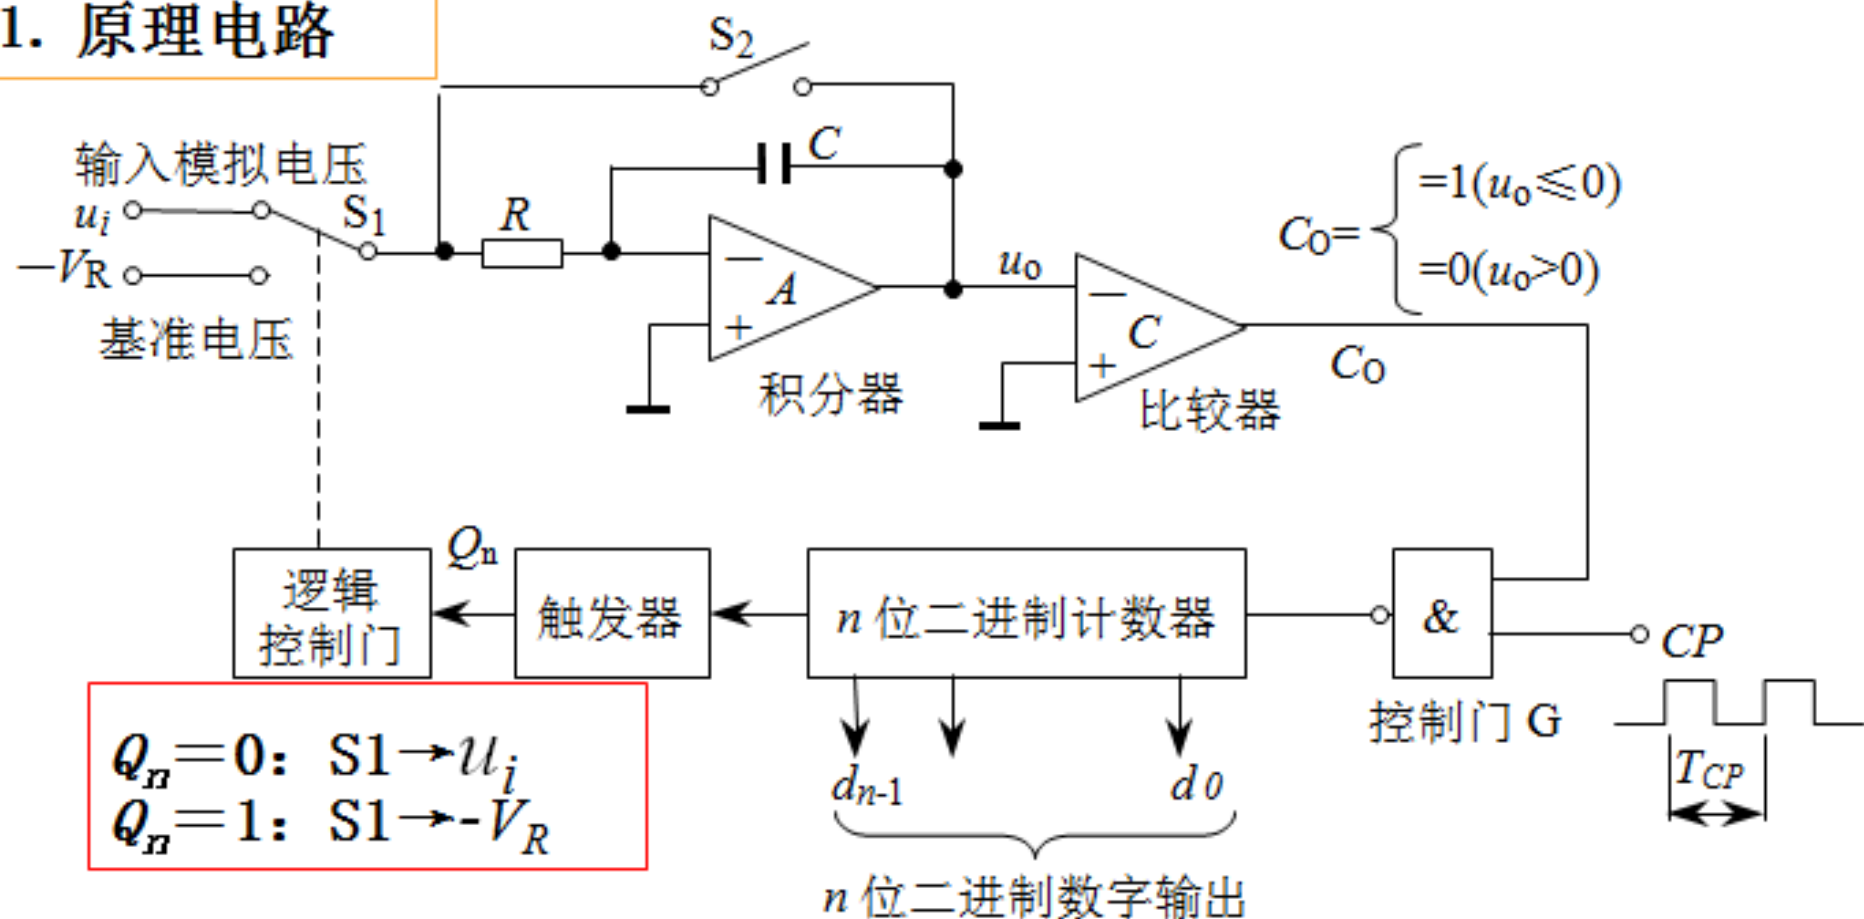 1. 原理电路
S2
C
输入模拟电压
ui
S1
R
—VR
基准电压
—
A
+
积分器
uo
—
C
+
比较器
CO
CO=
=1(uo≤0)
=0(uo>0)
逻辑
控制门
Qn
触发器
n 位二进制计数器
&
CP
控制门 G
TCP
Qn=0：S1→ui
Qn=1：S1→-VR
dn-1
d0
n 位二进制数字输出